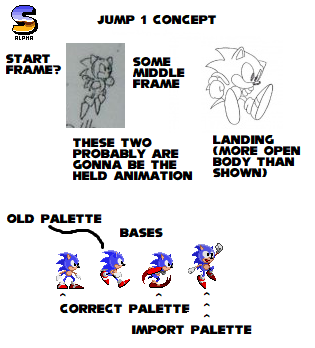 S
ALPHA
JUMP 1 CONCEPT
START
FRAME?
SOME
MIDDLE
FRAME
THESE TWO
PROBABLY ARE
GONNA BE THE
HELD ANIMATION
LANDING
(MORE OPEN
BODY THAN
SHOWN)
OLD PALETTE
BASES
CORRECT PALETTE
IMPORT PALETTE